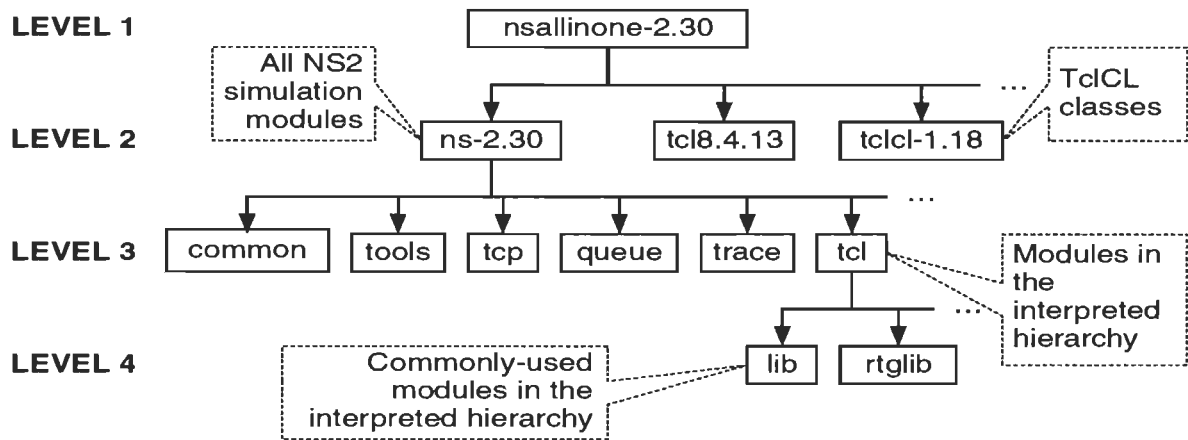 LEVEL 1
nsallinone-2.30
All NS2
simulation
modules
...
TclCL
classes
LEVEL 2
ns-2.30
tcl8.4.13
tclcl-1.18
...
LEVEL 3
common
tools
tcp
queue
trace
tcl
Modules in
the
interpreted
hierarchy
...
LEVEL 4
Commonly-used
modules in the
interpreted hierarchy
lib
rtglib